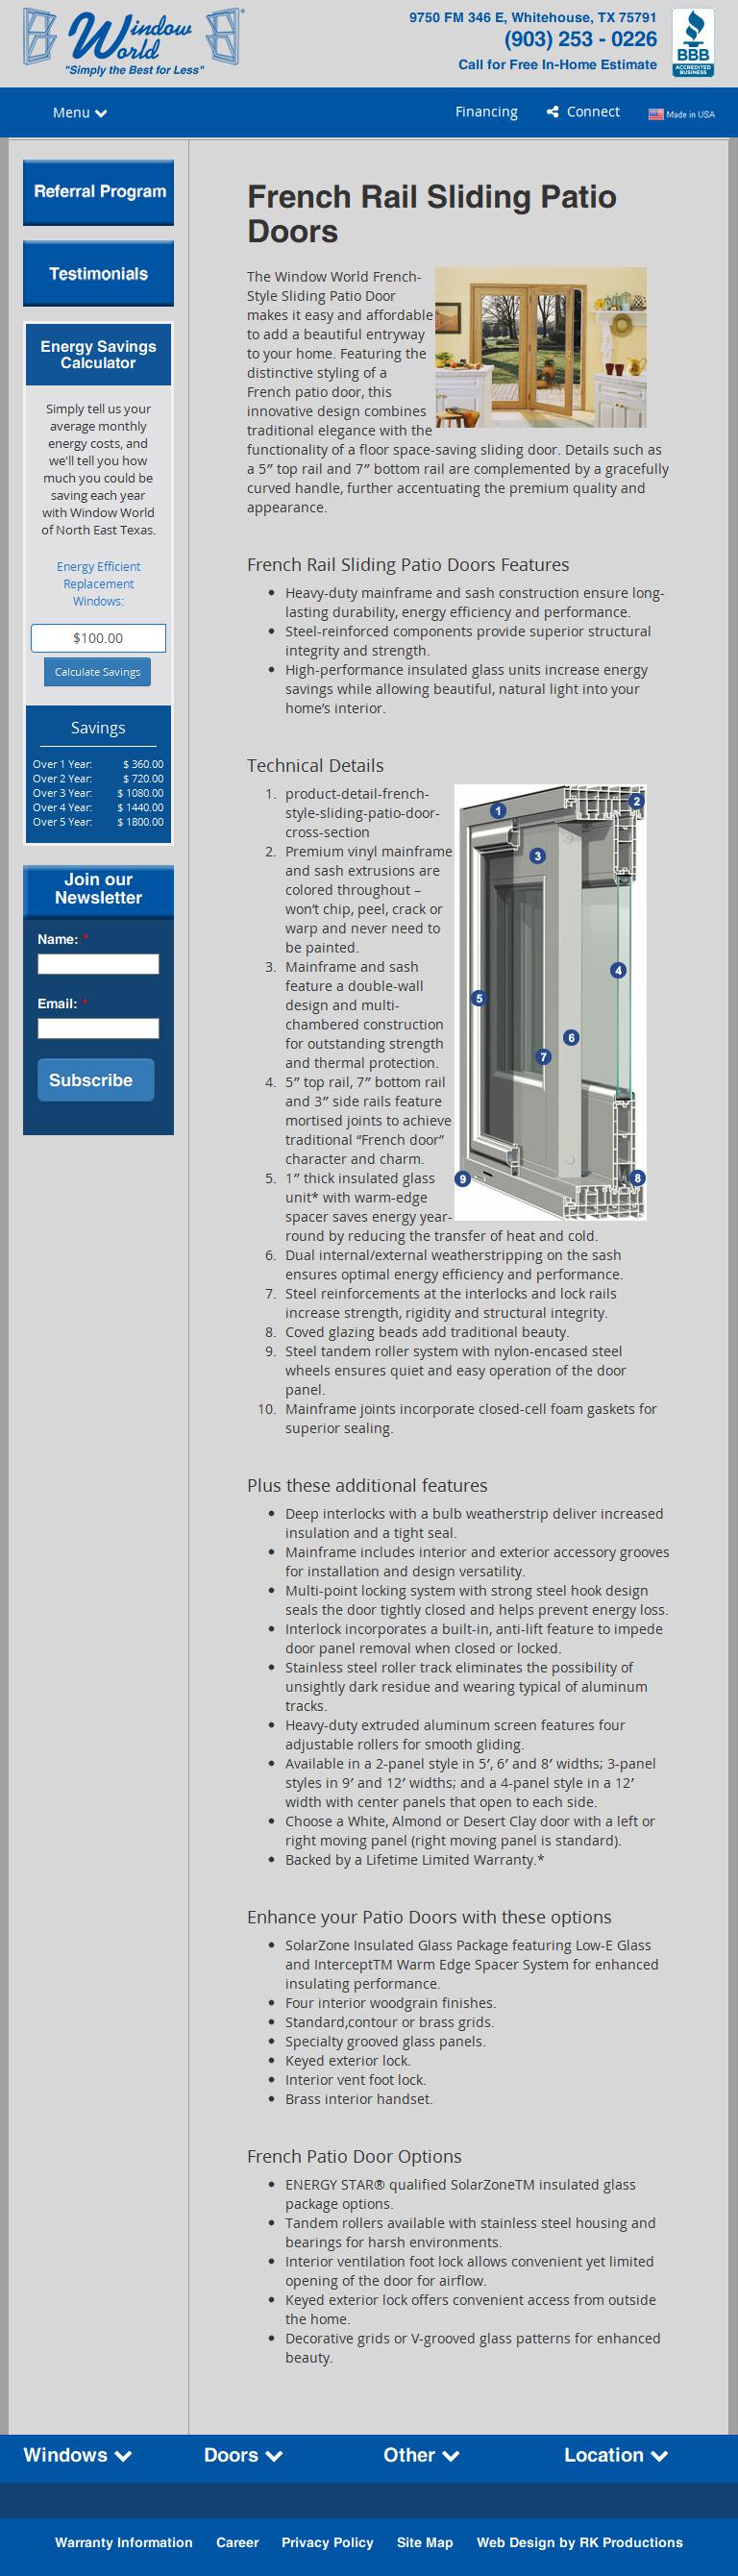 Window World
"Simply the Best for Less"
9750 FM 346 E, Whitehouse, TX 75791
(903) 253 - 0226
Call for Free In-Home Estimate
BBB
ACCREDITED
BUSINESS
Menu
Financing
Connect
Made in USA
Referral Program
Testimonials
Energy Savings
Calculator
Simply tell us your
average monthly
energy costs, and
we'll tell you how
much you could be
saving each year
with Window World
of North East Texas.
Energy Efficient
Replacement
Windows:
$100.00
Calculate Savings
Savings
Over 1 Year: $ 360.00
Over 2 Year: $ 720.00
Over 3 Year: $ 1080.00
Over 4 Year: $ 1440.00
Over 5 Year: $ 1800.00
Join our
Newsletter
Name: *
Email: *
Subscribe
French Rail Sliding Patio
Doors
The Window World French-
Style Sliding Patio Door
makes it easy and affordable
to add a beautiful entryway
to your home. Featuring the
distinctive styling of a
French patio door, this
innovative design combines
traditional elegance with the
functionality of a floor space-saving sliding door. Details such as
a 5″ top rail and 7″ bottom rail are complemented by a gracefully
curved handle, further accentuating the premium quality and
appearance.
French Rail Sliding Patio Doors Features
• Heavy-duty mainframe and sash construction ensure long-
lasting durability, energy efficiency and performance.
• Steel-reinforced components provide superior structural
integrity and strength.
• High-performance insulated glass units increase energy
savings while allowing beautiful, natural light into your
home's interior.
Technical Details
1. product-detail-french-
style-sliding-patio-door-
cross-section
2. Premium vinyl mainframe
and sash extrusions are
colored throughout –
won't chip, peel, crack or
warp and never need to
be painted.
3. Mainframe and sash
feature a double-wall
design and multi-
chambered construction
for outstanding strength
and thermal protection.
4. 5″ top rail, 7″ bottom rail
and 3″ side rails feature
mortised joints to achieve
traditional “French door”
character and charm.
5. 1″ thick insulated glass
unit* with warm-edge
spacer saves energy year-
round by reducing the transfer of heat and cold.
6. Dual internal/external weatherstripping on the sash
ensures optimal energy efficiency and performance.
7. Steel reinforcements at the interlocks and lock rails
increase strength, rigidity and structural integrity.
8. Coved glazing beads add traditional beauty.
9. Steel tandem roller system with nylon-encased steel
wheels ensures quiet and easy operation of the door
panel.
10. Mainframe joints incorporate closed-cell foam gaskets for
superior sealing.
1
2
3
4
5
6
7
8
9
Plus these additional features
• Deep interlocks with a bulb weatherstrip deliver increased
insulation and a tight seal.
• Mainframe includes interior and exterior accessory grooves
for installation and design versatility.
• Multi-point locking system with strong steel hook design
seals the door tightly closed and helps prevent energy loss.
• Interlock incorporates a built-in, anti-lift feature to impede
door panel removal when closed or locked.
• Stainless steel roller track eliminates the possibility of
unsightly dark residue and wearing typical of aluminum
tracks.
• Heavy-duty extruded aluminum screen features four
adjustable rollers for smooth gliding.
• Available in a 2-panel style in 5′, 6′ and 8′ widths; 3-panel
styles in 9′ and 12′ widths; and a 4-panel style in a 12′
width with center panels that open to each side.
• Choose a White, Almond or Desert Clay door with a left or
right moving panel (right moving panel is standard).
• Backed by a Lifetime Limited Warranty.*
Enhance your Patio Doors with these options
• SolarZone Insulated Glass Package featuring Low-E Glass
and InterceptTM Warm Edge Spacer System for enhanced
insulating performance.
• Four interior woodgrain finishes.
• Standard,contour or brass grids.
• Specialty grooved glass panels.
• Keyed exterior lock.
• Interior vent foot lock.
• Brass interior handset.
French Patio Door Options
• ENERGY STAR® qualified SolarZoneTM insulated glass
package options.
• Tandem rollers available with stainless steel housing and
bearings for harsh environments.
• Interior ventilation foot lock allows convenient yet limited
opening of the door for airflow.
• Keyed exterior lock offers convenient access from outside
the home.
• Decorative grids or V-grooved glass patterns for enhanced
beauty.
Windows
Doors
Other
Location
Warranty Information
Career
Privacy Policy
Site Map
Web Design by RK Productions